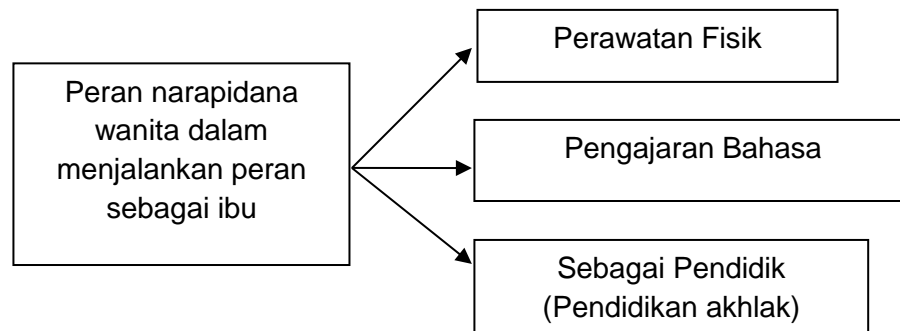 Peran narapidana
wanita dalam
menjalankan peran
sebagai ibu
Perawatan Fisik
Pengajaran Bahasa
Sebagai Pendidik
(Pendidikan akhlak)